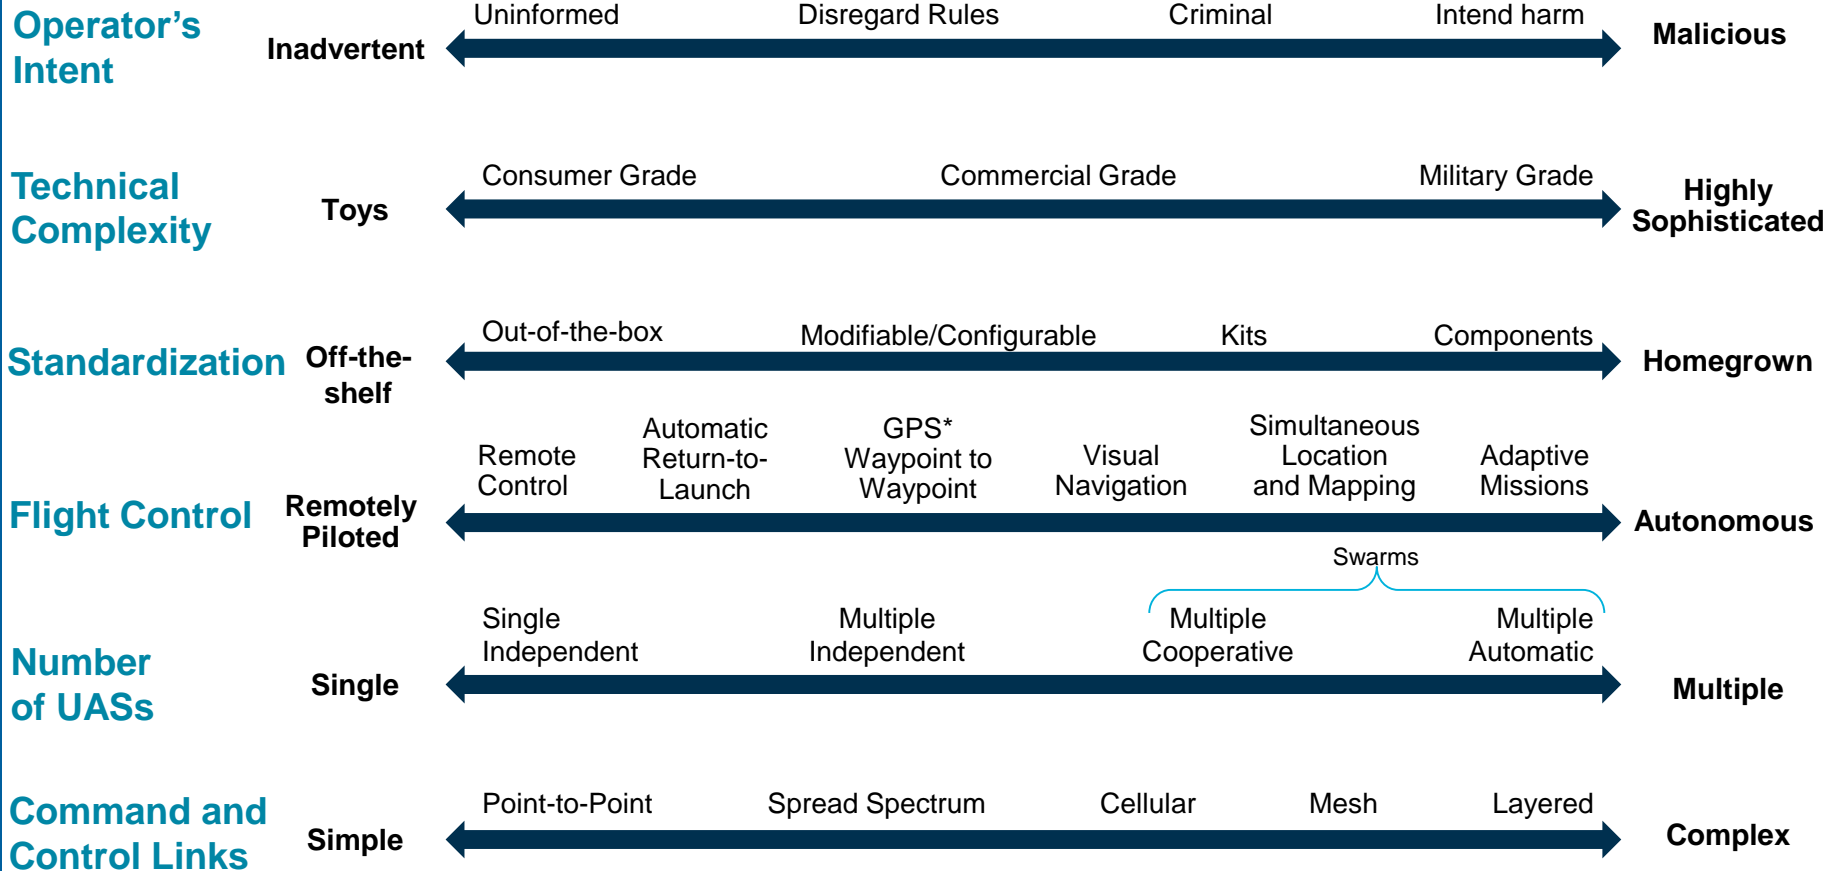 Operator's
Intent
Inadvertent
Uninformed
Disregard Rules
Criminal
Intend harm
Malicious
Technical
Complexity
Toys
Consumer Grade
Commercial Grade
Military Grade
Highly
Sophisticated
Standardization
Off-the-
shelf
Out-of-the-box
Modifiable/Configurable
Kits
Components
Homegrown
Flight Control
Remotely
Piloted
Remote
Control
Automatic
Return-to-
Launch
GPS*
Waypoint to
Waypoint
Visual
Navigation
Simultaneous
Location
and Mapping
Adaptive
Missions
Autonomous
Number
of UASs
Single
Single
Independent
Multiple
Independent
Swarms
Multiple
Cooperative
Multiple
Automatic
Multiple
Command and
Control Links
Simple
Point-to-Point
Spread Spectrum
Cellular
Mesh
Layered
Complex